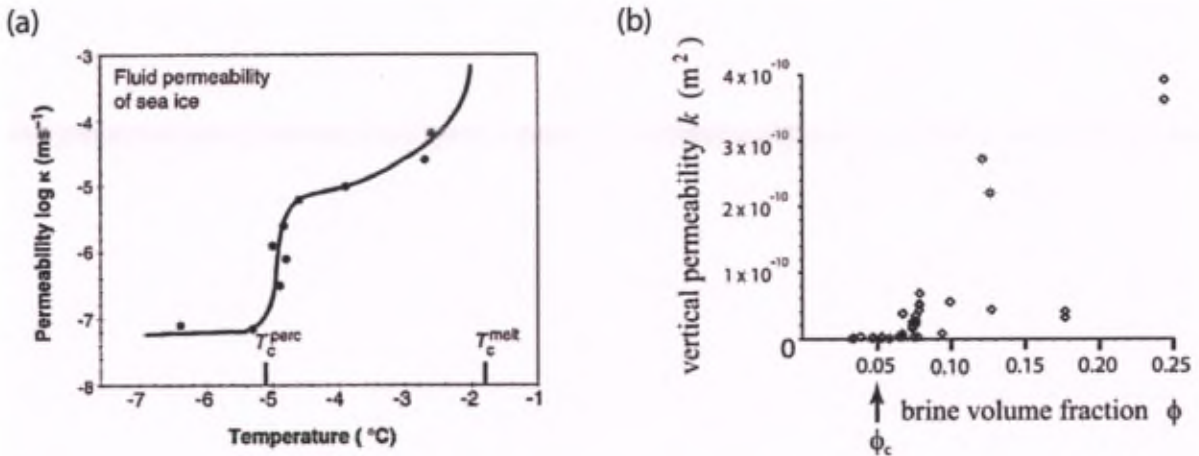 (a)
Fluid permeability
of sea ice
Permeability log κ (ms⁻¹)
-3
-4
-5
-6
-7
-8
T_c^perc
T_c^melt
-7 -6 -5 -4 -3 -2 -1
Temperature ( °C)
(b)
vertical permeability k (m²)
4 x 10⁻¹⁰
3 x 10⁻¹⁰
2 x 10⁻¹⁰
1 x 10⁻¹⁰
0
0.05 0.10 0.15 0.20 0.25
brine volume fraction ϕ
ϕ_c